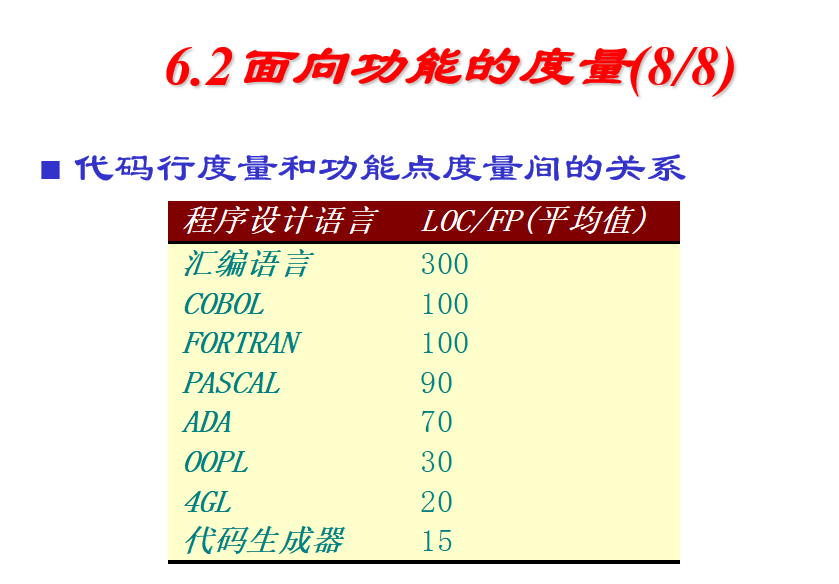 6.2面向功能的度量(8/8)
代码行度量和功能点度量间的关系
程序设计语言 LOC/FP(平均值)
汇编语言 300
COBOL 100
FORTRAN 100
PASCAL 90
ADA 70
OOPL 30
4GL 20
代码生成器 15